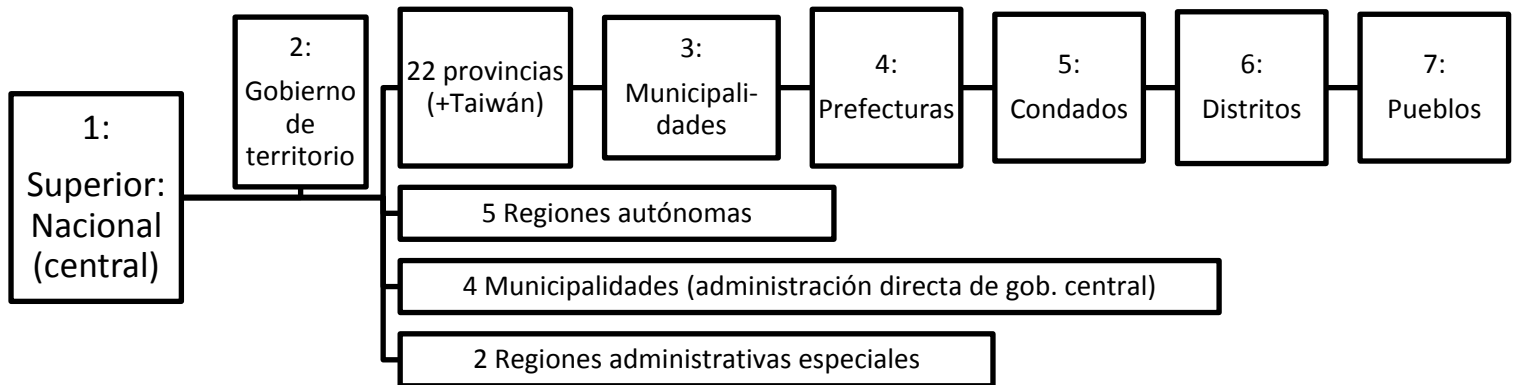 1:
Superior:
Nacional
(central)
2:
Gobierno
de
territorio
22 provincias
(+Taiwán)
3:
Municipali-
dades
4:
Prefecturas
5:
Condados
6:
Distritos
7:
Pueblos
5 Regiones autónomas
4 Municipalidades (administración directa de gob. central)
2 Regiones administrativas especiales